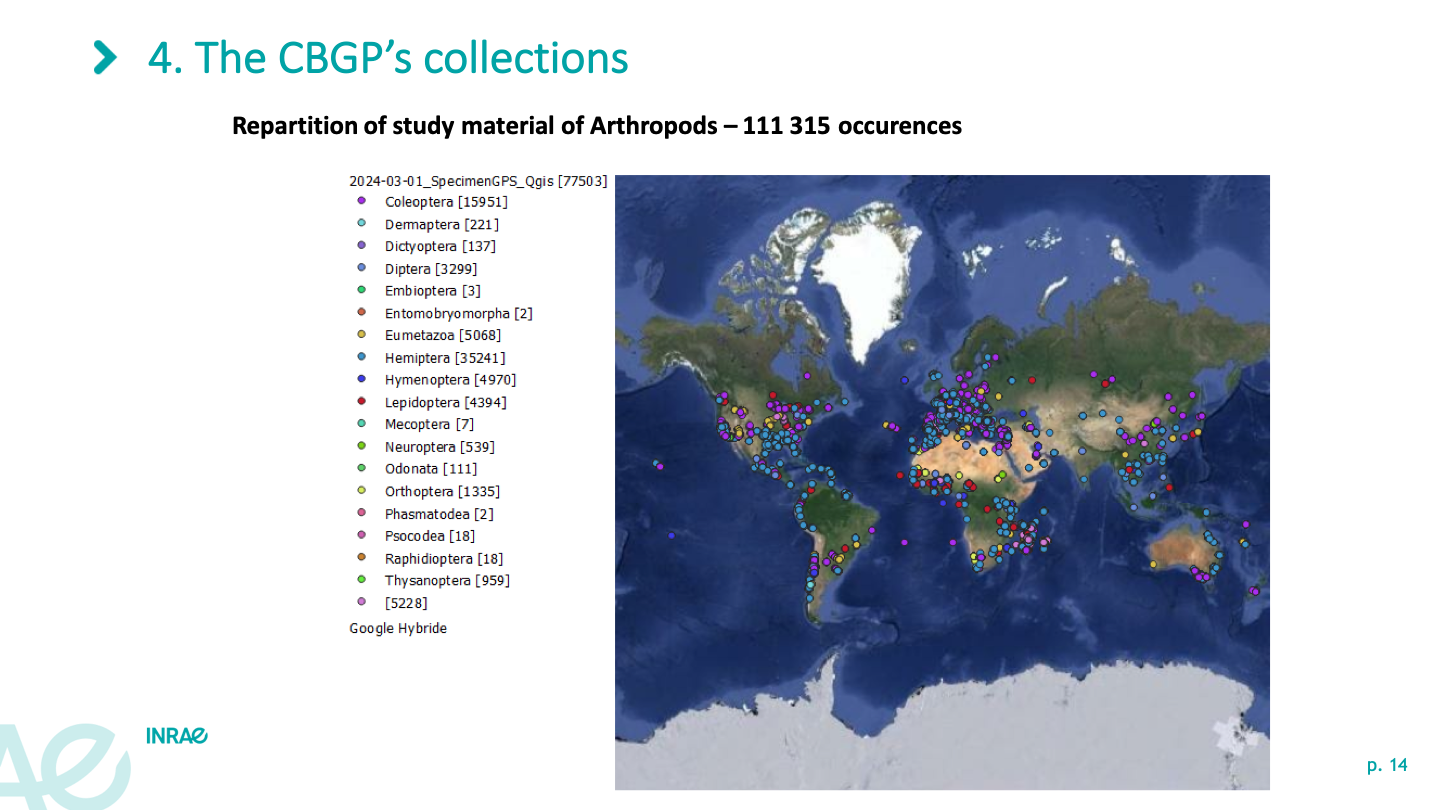 4. The CBGP's collections
Repartition of study material of Arthropods – 111 315 occurences
2024-03-01_SpecimenGPS_Qgis [77503]
Coleoptera [15951]
Dermaptera [221]
Dictyoptera [137]
Diptera [3299]
Embioptera [3]
Entomobryomorpha [2]
Eumetazoa [5068]
Hemiptera [35241]
Hymenoptera [4970]
Lepidoptera [4394]
Mecoptera [7]
Neuroptera [539]
Odonata [111]
Orthoptera [1335]
Phasmatodea [2]
Psocodea [18]
Raphidioptera [18]
Thysanoptera [959]
[5228]
Google Hybride
INRAE
p. 14